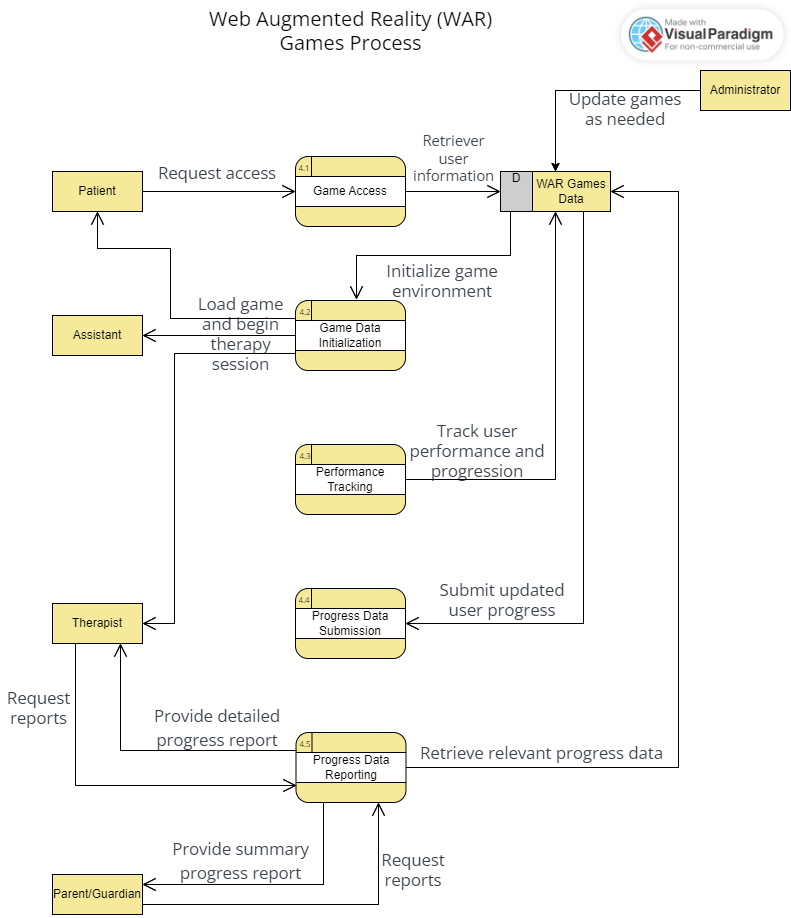 Web Augmented Reality (WAR)
Games Process
Made with
VisualParadigm
For non-commercial use
Administrator
Update games
as needed
Retriever
user
information
Request access
Patient
4.1
Game Access
D
WAR Games
Data
Initialize game
environment
Load game
and begin
therapy
session
Assistant
4.2
Game Data
Initialization
Track user
performance and
progression
4.3
Performance
Tracking
Submit updated
user progress
4.4
Progress Data
Submission
Therapist
Request
reports
Provide detailed
progress report
4.5
Progress Data
Reporting
Retrieve relevant progress data
Provide summary
progress report
Request
reports
Parent/Guardian